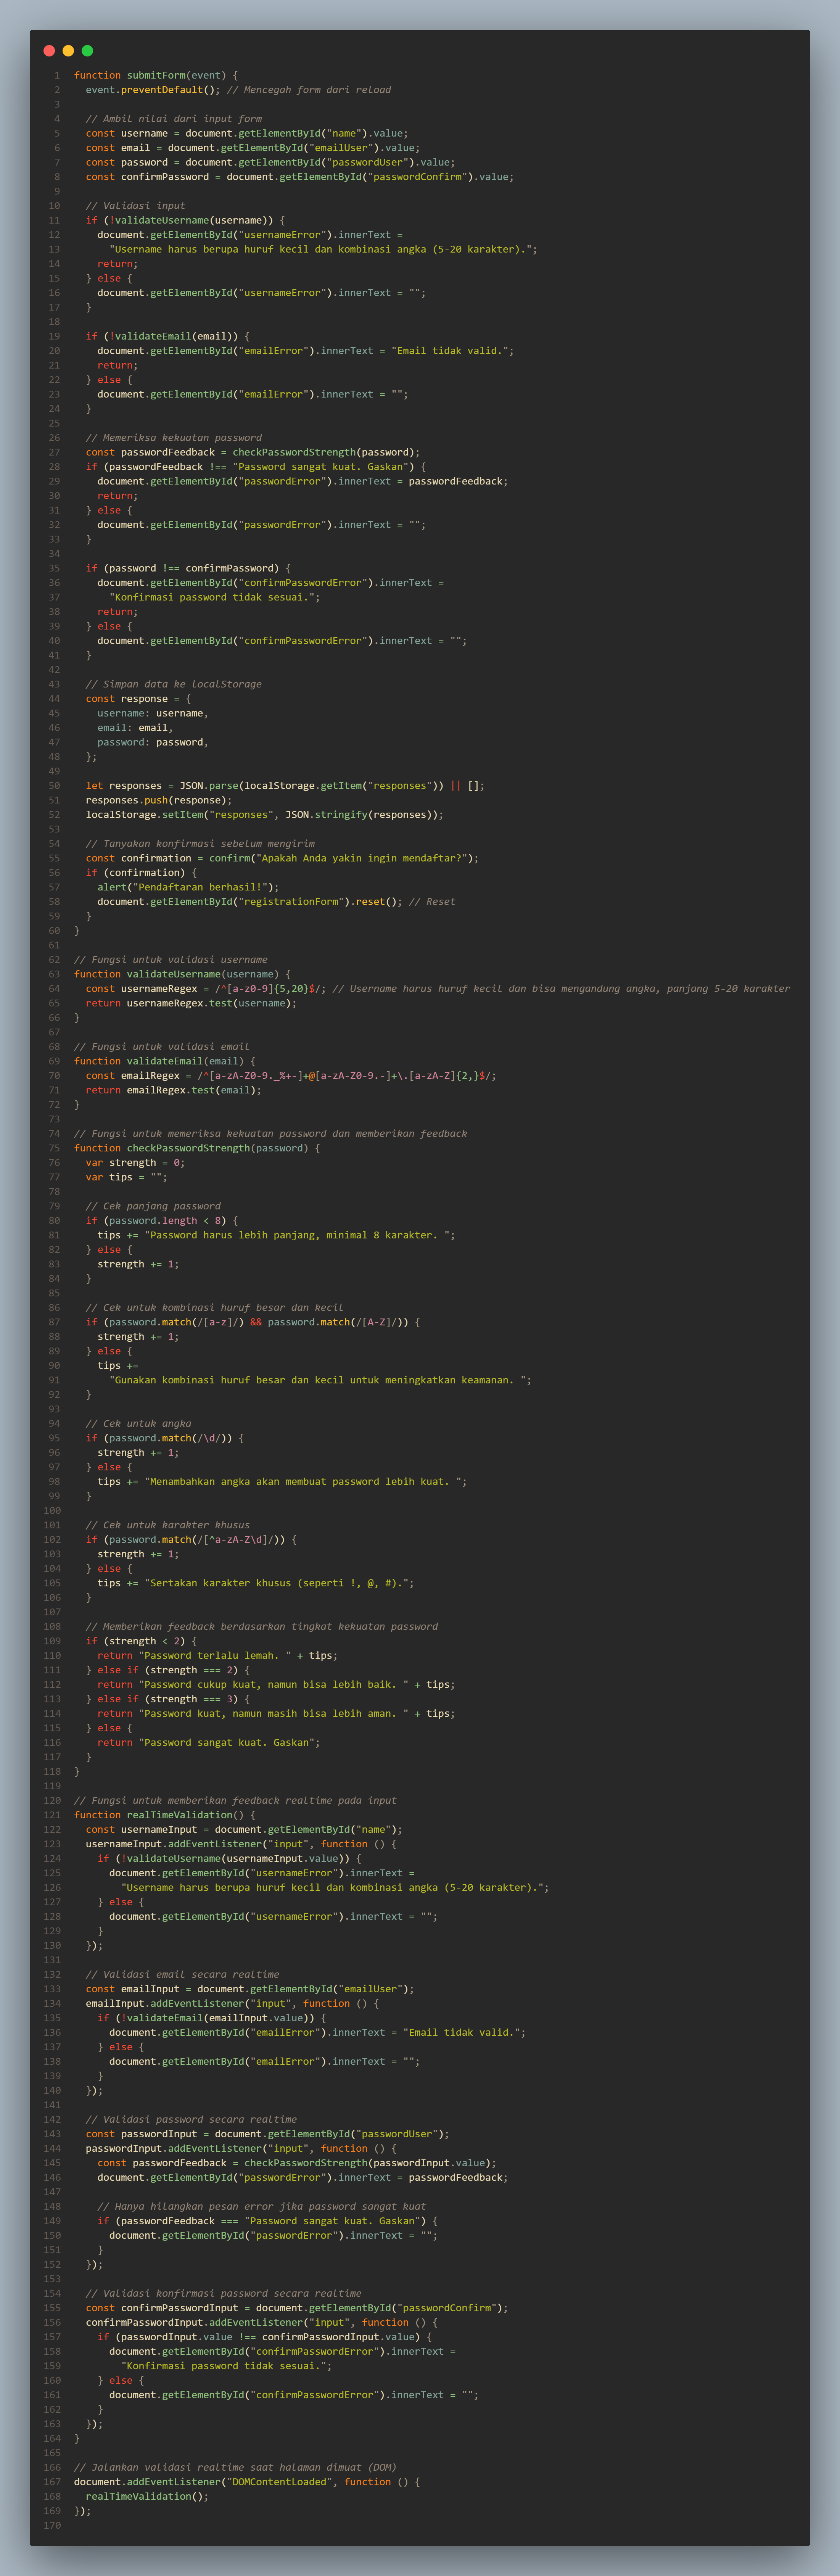 1 function submitForm(event) {
2   event.preventDefault(); // Mencegah form dari reload
3
4   // Ambil nilai dari input form
5   const username = document.getElementById("name").value;
6   const email = document.getElementById("emailUser").value;
7   const password = document.getElementById("passwordUser").value;
8   const confirmPassword = document.getElementById("passwordConfirm").value;
9
10   // Validasi input
11   if (!validateUsername(username)) {
12     document.getElementById("usernameError").innerText =
13       "Username harus berupa huruf kecil dan kombinasi angka (5-20 karakter).";
14     return;
15   } else {
16     document.getElementById("usernameError").innerText = "";
17   }
18
19   if (!validateEmail(email)) {
20     document.getElementById("emailError").innerText = "Email tidak valid.";
21     return;
22   } else {
23     document.getElementById("emailError").innerText = "";
24   }
25
26   // Memeriksa kekuatan password
27   const passwordFeedback = checkPasswordStrength(password);
28   if (passwordFeedback !== "Password sangat kuat. Gaskan") {
29     document.getElementById("passwordError").innerText = passwordFeedback;
30     return;
31   } else {
32     document.getElementById("passwordError").innerText = "";
33   }
34
35   if (password !== confirmPassword) {
36     document.getElementById("confirmPasswordError").innerText =
37       "Konfirmasi password tidak sesuai.";
38     return;
39   } else {
40     document.getElementById("confirmPasswordError").innerText = "";
41   }
42
43   // Simpan data ke localStorage
44   const response = {
45     username: username,
46     email: email,
47     password: password,
48   };
49
50   let responses = JSON.parse(localStorage.getItem("responses")) || [];
51   responses.push(response);
52   localStorage.setItem("responses", JSON.stringify(responses));
53
54   // Tanyakan konfirmasi sebelum mengirim
55   const confirmation = confirm("Apakah Anda yakin ingin mendaftar?");
56   if (confirmation) {
57     alert("Pendaftaran berhasil!");
58     document.getElementById("registrationForm").reset(); // Reset
59   }
60 }
61
62 // Fungsi untuk validasi username
63 function validateUsername(username) {
64   const usernameRegex = /^[a-z0-9]{5,20}$/; // Username harus huruf kecil dan bisa mengandung angka, panjang 5-20 karakter
65   return usernameRegex.test(username);
66 }
67
68 // Fungsi untuk validasi email
69 function validateEmail(email) {
70   const emailRegex = /^[a-zA-Z0-9._%+-]+@[a-zA-Z0-9.-]+\.[a-zA-Z]{2,}$/;
71   return emailRegex.test(email);
72 }
73
74 // Fungsi untuk memeriksa kekuatan password dan memberikan feedback
75 function checkPasswordStrength(password) {
76   var strength = 0;
77   var tips = "";
78
79   // Cek panjang password
80   if (password.length < 8) {
81     tips += "Password harus lebih panjang, minimal 8 karakter. ";
82   } else {
83     strength += 1;
84   }
85
86   // Cek untuk kombinasi huruf besar dan kecil
87   if (password.match(/[a-z]/) && password.match(/[A-Z]/)) {
88     strength += 1;
89   } else {
90     tips +=
91       "Gunakan kombinasi huruf besar dan kecil untuk meningkatkan keamanan. ";
92   }
93
94   // Cek untuk angka
95   if (password.match(/\d/)) {
96     strength += 1;
97   } else {
98     tips += "Menambahkan angka akan membuat password lebih kuat. ";
99   }
100
101   // Cek untuk karakter khusus
102   if (password.match(/[^a-zA-Z\d]/)) {
103     strength += 1;
104   } else {
105     tips += "Sertakan karakter khusus (seperti !, @, #).";
106   }
107
108   // Memberikan feedback berdasarkan tingkat kekuatan password
109   if (strength < 2) {
110     return "Password terlalu lemah. " + tips;
111   } else if (strength === 2) {
112     return "Password cukup kuat, namun bisa lebih baik. " + tips;
113   } else if (strength === 3) {
114     return "Password kuat, namun masih bisa lebih aman. " + tips;
115   } else {
116     return "Password sangat kuat. Gaskan";
117   }
118 }
119
120 // Fungsi untuk memberikan feedback realtime pada input
121 function realTimeValidation() {
122   const usernameInput = document.getElementById("name");
123   usernameInput.addEventListener("input", function () {
124     if (!validateUsername(usernameInput.value)) {
125       document.getElementById("usernameError").innerText =
126         "Username harus berupa huruf kecil dan kombinasi angka (5-20 karakter).";
127     } else {
128       document.getElementById("usernameError").innerText = "";
129     }
130   });
131
132   // Validasi email secara realtime
133   const emailInput = document.getElementById("emailUser");
134   emailInput.addEventListener("input", function () {
135     if (!validateEmail(emailInput.value)) {
136       document.getElementById("emailError").innerText = "Email tidak valid.";
137     } else {
138       document.getElementById("emailError").innerText = "";
139     }
140   });
141
142   // Validasi password secara realtime
143   const passwordInput = document.getElementById("passwordUser");
144   passwordInput.addEventListener("input", function () {
145     const passwordFeedback = checkPasswordStrength(passwordInput.value);
146     document.getElementById("passwordError").innerText = passwordFeedback;
147
148     // Hanya hilangkan pesan error jika password sangat kuat
149     if (passwordFeedback === "Password sangat kuat. Gaskan") {
150       document.getElementById("passwordError").innerText = "";
151     }
152   });
153
154   // Validasi konfirmasi password secara realtime
155   const confirmPasswordInput = document.getElementById("passwordConfirm");
156   confirmPasswordInput.addEventListener("input", function () {
157     if (passwordInput.value !== confirmPasswordInput.value) {
158       document.getElementById("confirmPasswordError").innerText =
159         "Konfirmasi password tidak sesuai.";
160     } else {
161       document.getElementById("confirmPasswordError").innerText = "";
162     }
163   });
164 }
165
166 // Jalankan validasi realtime saat halaman dimuat (DOM)
167 document.addEventListener("DOMContentLoaded", function () {
168   realTimeValidation();
169 });
170